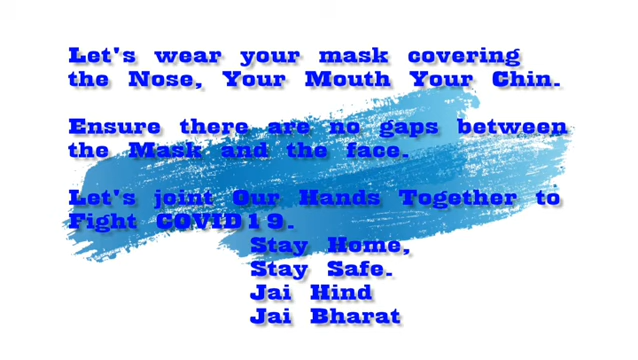 Let's wear your mask covering
the Nose, Your Mouth Your Chin.
Ensure there are no gaps between
the Mask and the face.
Let's joint Our Hands Together to
Fight COVID19.
Stay Home,
Stay Safe.
Jai Hind
Jai Bharat